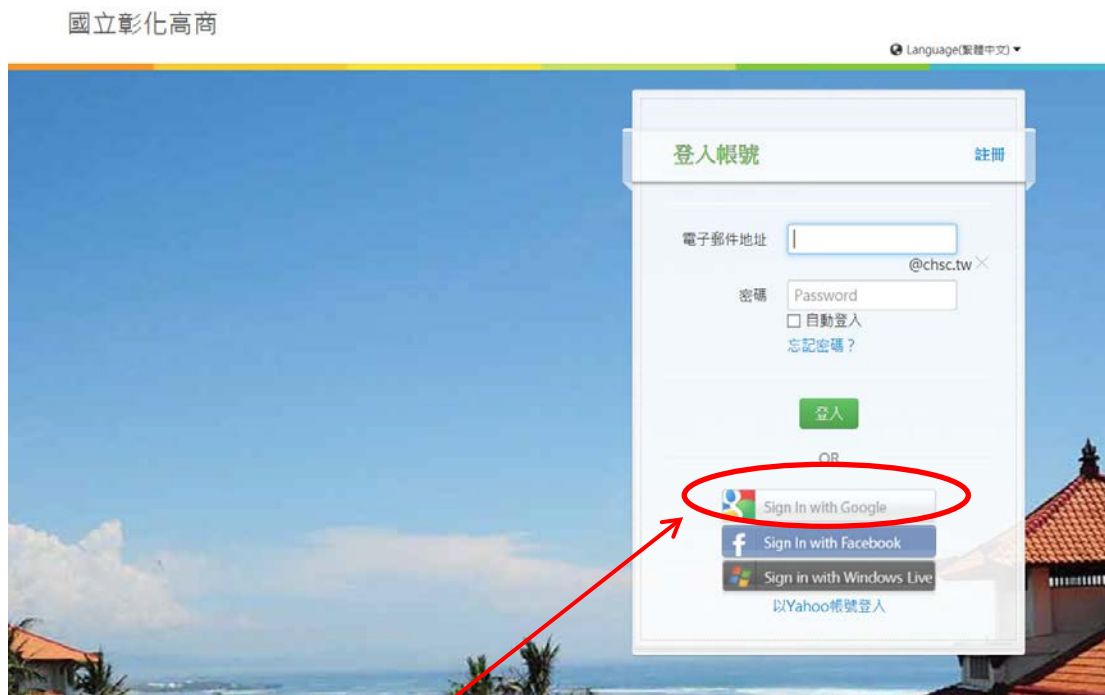 國立彰化高商
Language(繁體中文)
登入帳號 註冊
電子郵件地址
@chsc.tw
密碼 Password
自動登入
忘記密碼？
登入
OR
Sign In with Google
Sign In with Facebook
Sign in with Windows Live
以Yahoo帳號登入